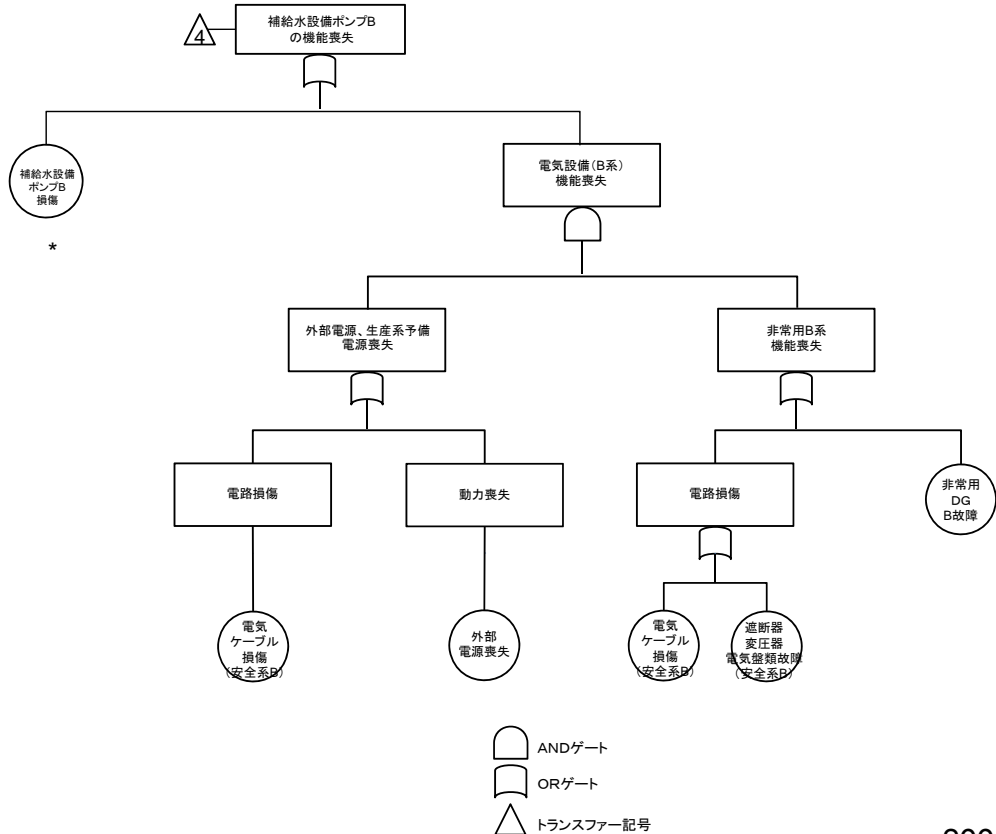 4
補給水設備ポンプB
の機能喪失
補給水設備
ポンプB
損傷
*
電気設備(B系)
機能喪失
外部電源、生産系予備
電源喪失
非常用B系
機能喪失
電路損傷
動力喪失
電路損傷
非常用
DG
B故障
電気
ケーブル
損傷
(安全系B)
外部
電源喪失
電気
ケーブル
損傷
(安全系B)
遮断器
変圧器
電気盤類故障
(安全系B)
ANDゲート
ORゲート
トランスファー記号